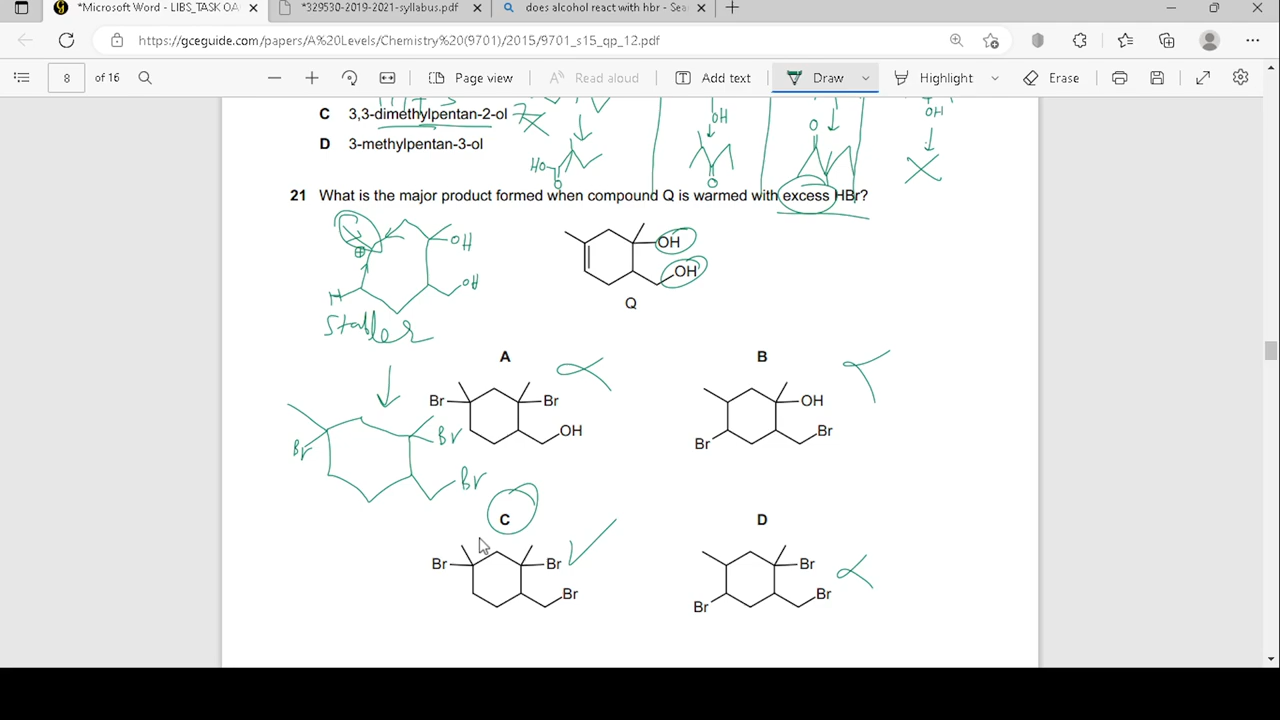 *Microsoft Word - LIBS_TASK OA
*329530-2019-2021-syllabus.pdf
does alcohol react with hbr - Sea
https://gceguide.com/papers/A%20Levels/Chemistry%20(9701)/2015/9701_s15_qp_12.pdf
8 of 16
Page view
Read aloud
Add text
Draw
Highlight
Erase
C 3,3-dimethylpentan-2-ol
OH
OH
D 3-methylpentan-3-ol
HO
O
O
O
21 What is the major product formed when compound Q is warmed with excess HBr?
OH
OH
H
Stabler
OH
OH
Q
A
B
Br
Br
OH
OH
Br
Br
Br
Br
Br
C
D
Br
Br
Br
Br
Br
Br